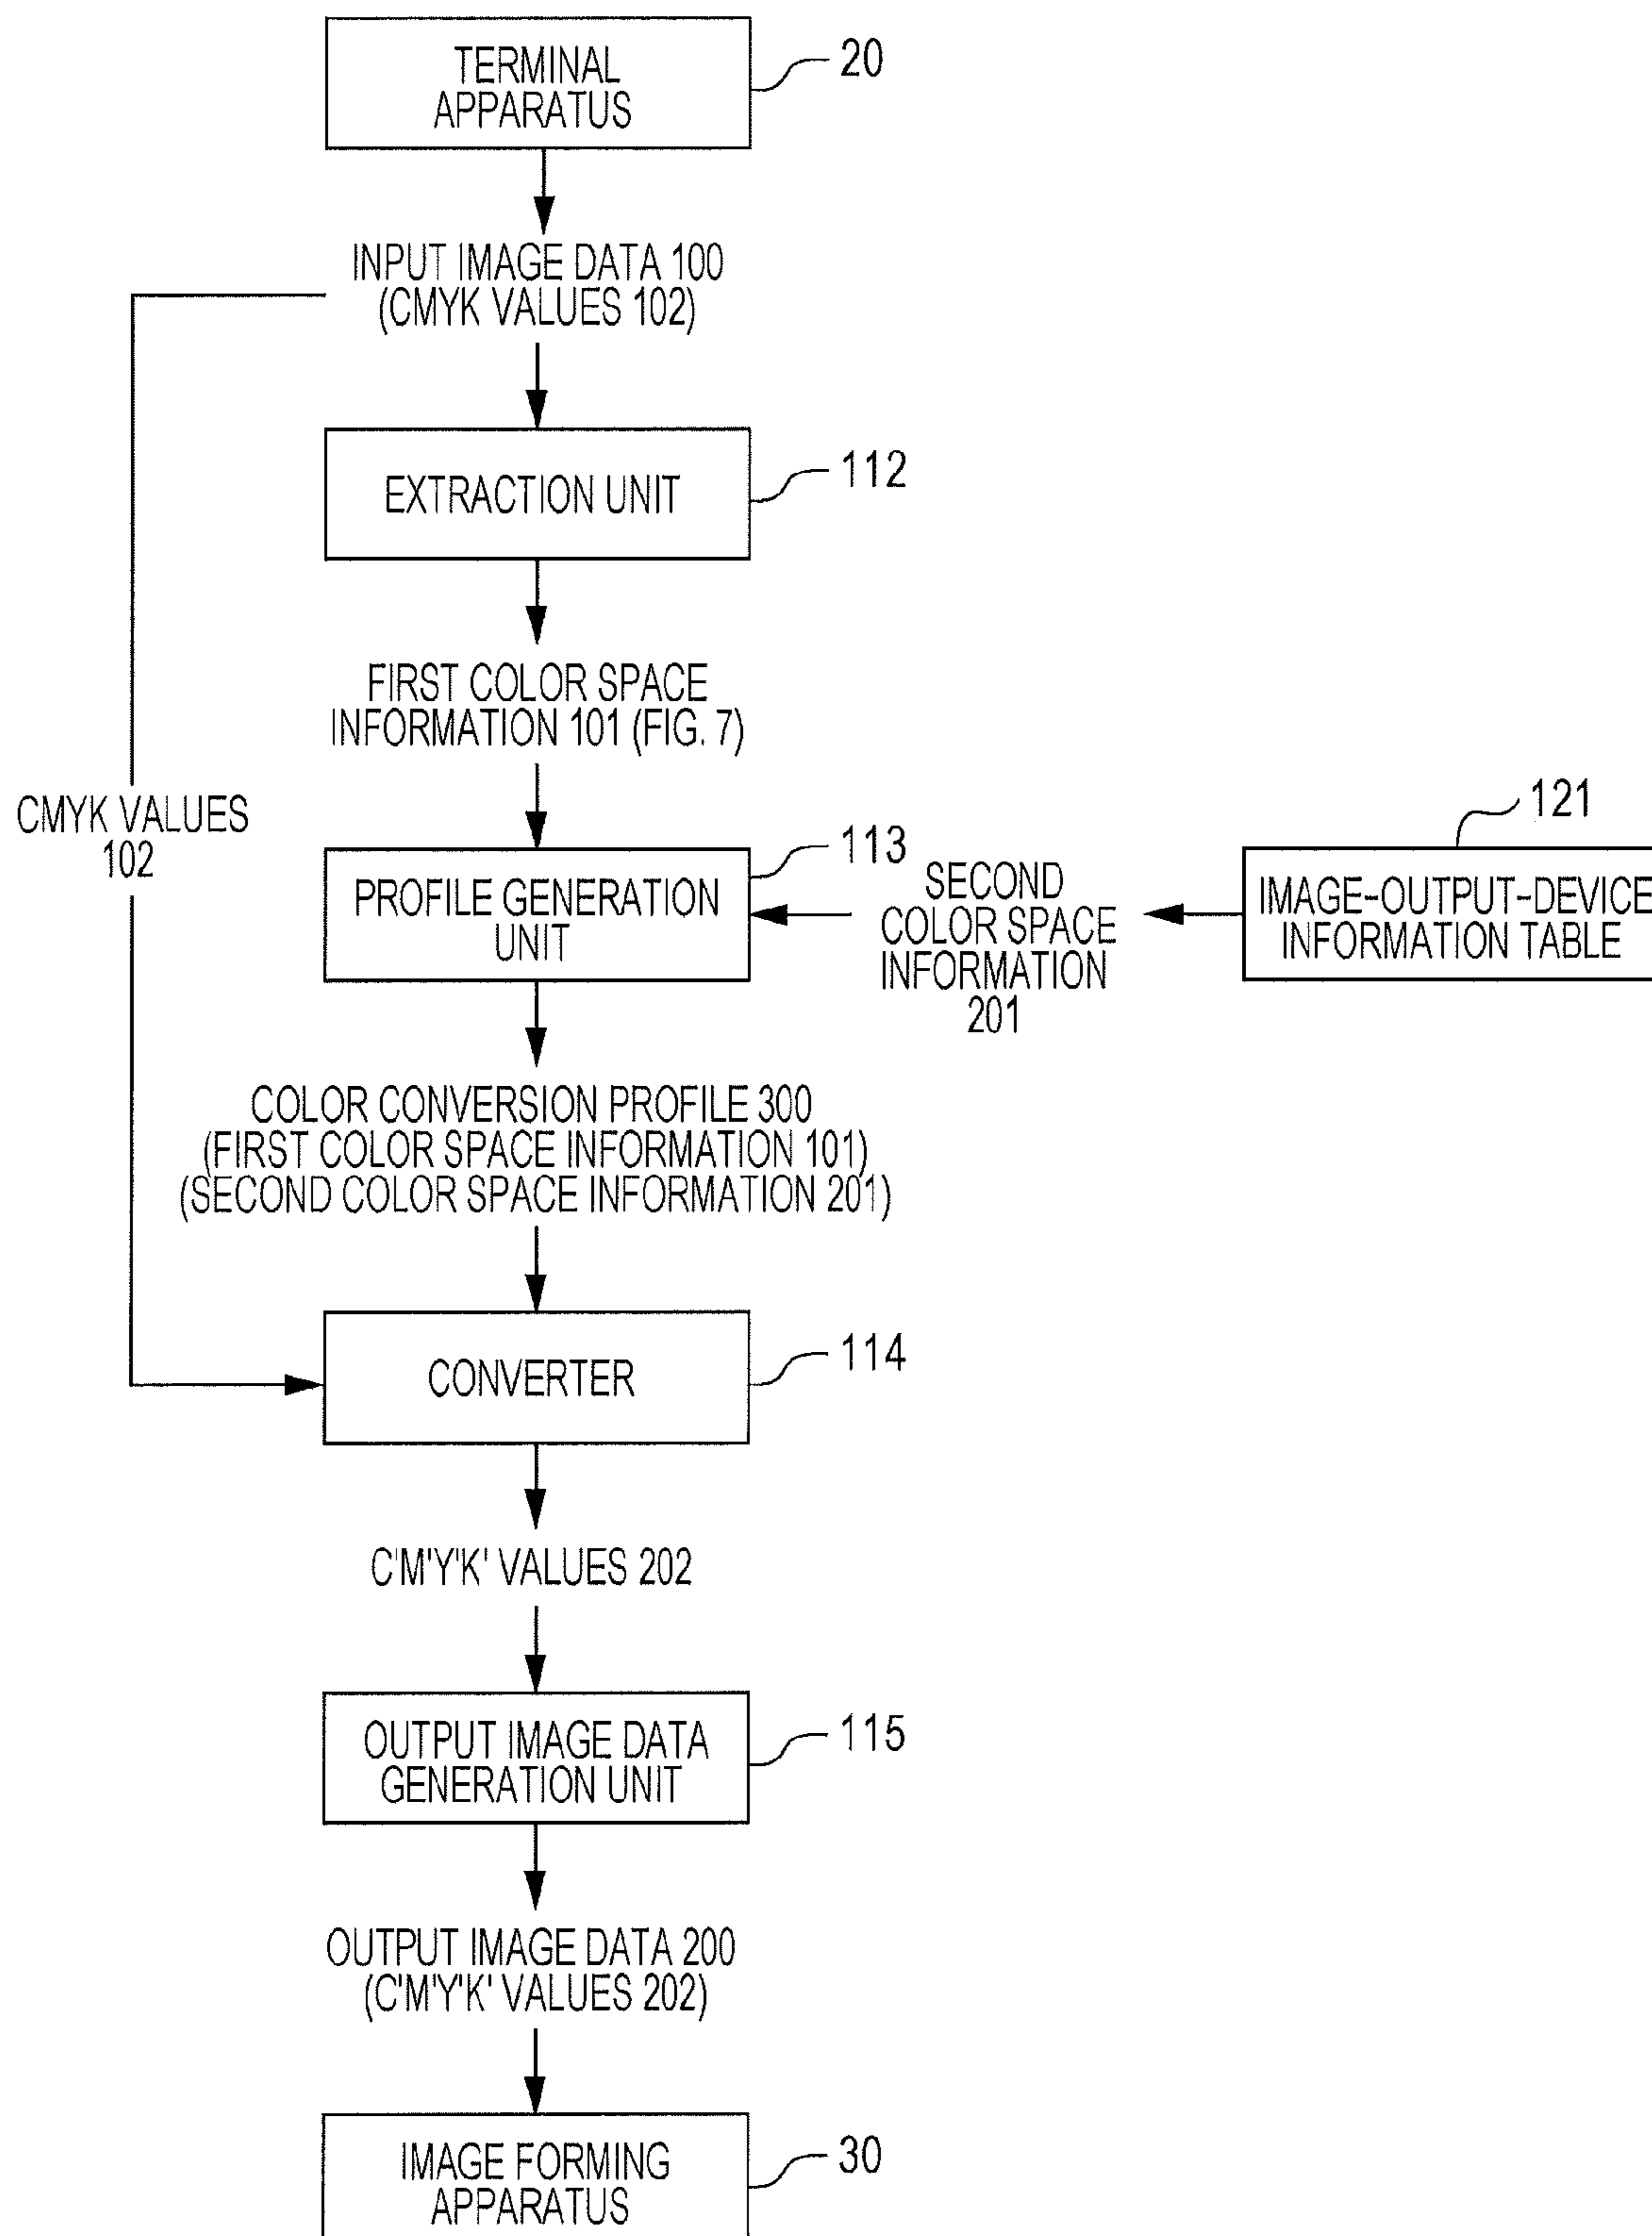 TERMINAL
APPARATUS
20
INPUT IMAGE DATA 100
(CMYK VALUES 102)
EXTRACTION UNIT
112
FIRST COLOR SPACE
INFORMATION 101 (FIG. 7)
CMYK VALUES
102
PROFILE GENERATION
UNIT
113
SECOND
COLOR SPACE
INFORMATION
201
121
IMAGE-OUTPUT-DEVICE
INFORMATION TABLE
COLOR CONVERSION PROFILE 300
(FIRST COLOR SPACE INFORMATION 101)
(SECOND COLOR SPACE INFORMATION 201)
CONVERTER
114
C'M'Y'K' VALUES 202
OUTPUT IMAGE DATA
GENERATION UNIT
115
OUTPUT IMAGE DATA 200
(C'M'Y'K' VALUES 202)
IMAGE FORMING
APPARATUS
30